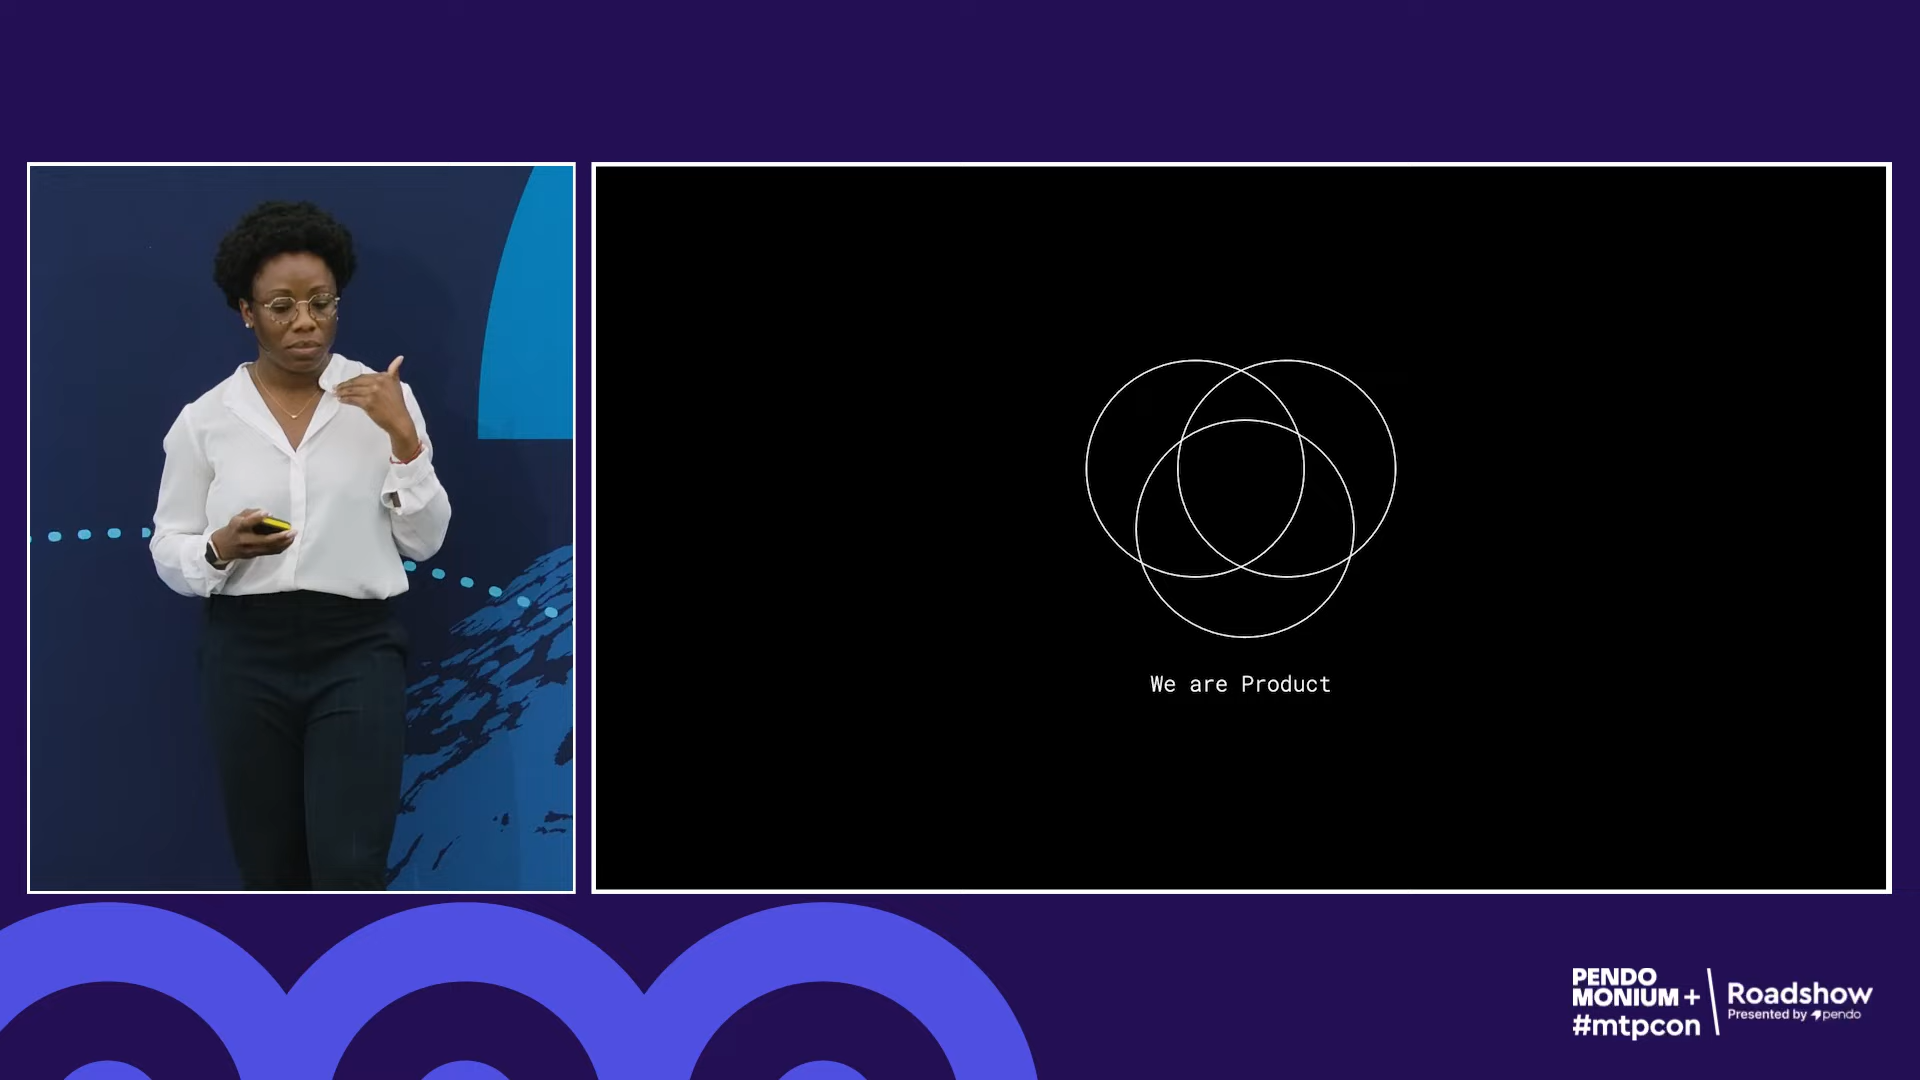 We are Product
PENDO
MONIUM+
#mtpcon
Roadshow
Presented by pendo